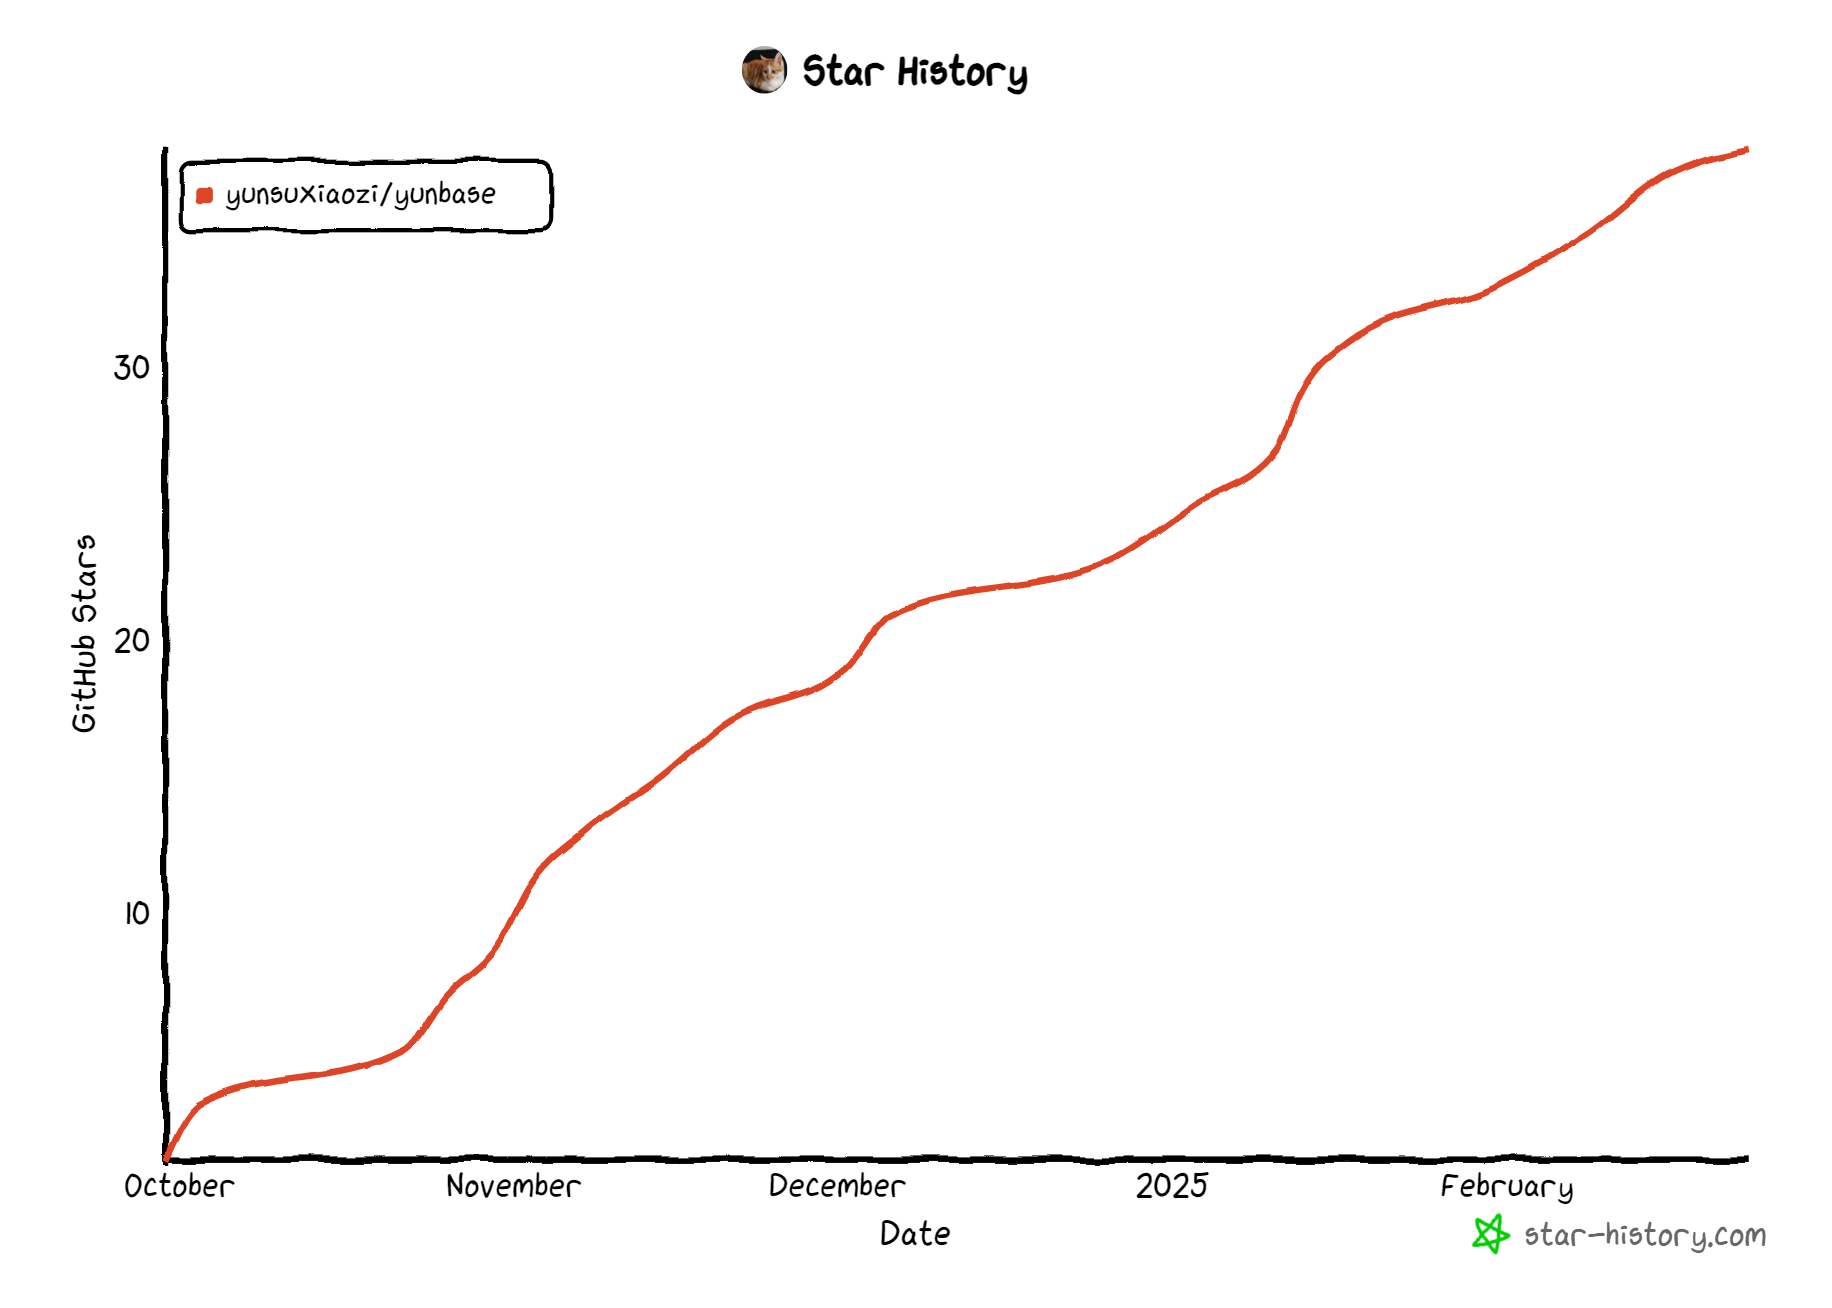 Star History
yunsuxiaozi/yunbase
30
20
10
GitHub Stars
October November December 2025 February
Date
star-history.com